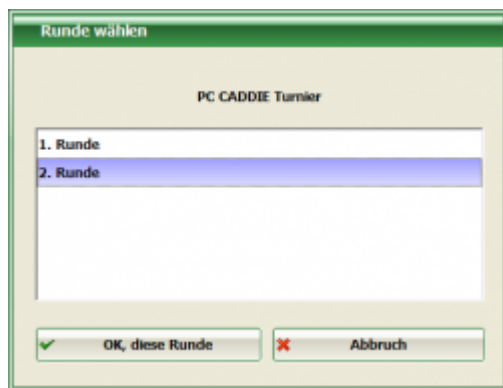 Runde wählen
PC CADDIE Turnier
1. Runde
2. Runde
OK, diese Runde
Abbruch